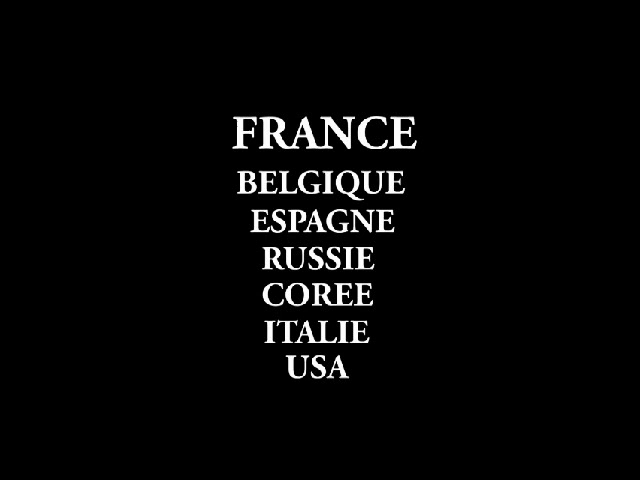 FRANCE
BELGIQUE
ESPAGNE
RUSSIE
COREE
ITALIE
USA